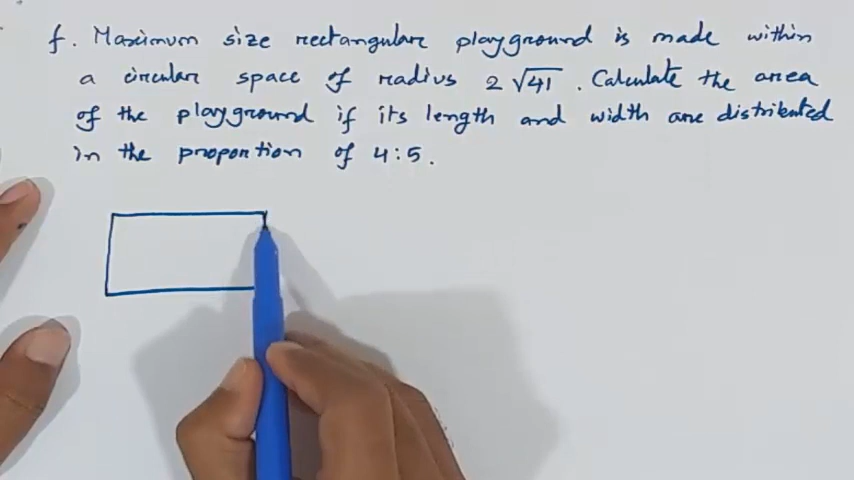 f. Maximum size rectangular playground is made within
a circular space of radius 2√41. Calculate the area
of the playground if its length and width are distributed
in the proportion of 4:5.